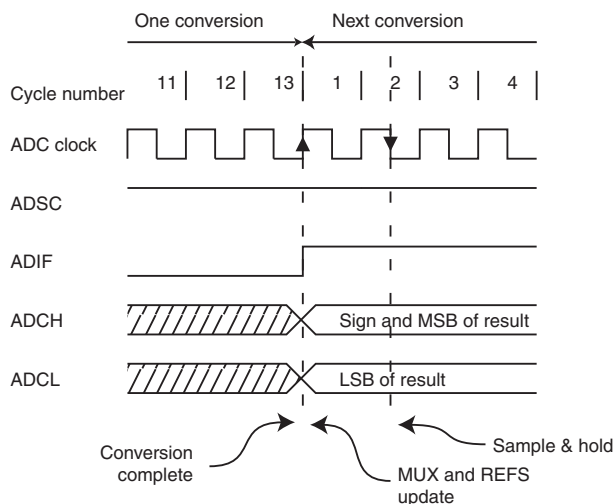 One conversion Next conversion
Cycle number 11 12 13 1 2 3 4
ADC clock
ADSC
ADIF
ADCH Sign and MSB of result
ADCL LSB of result
Conversion
complete
MUX and REFS
update
Sample & hold